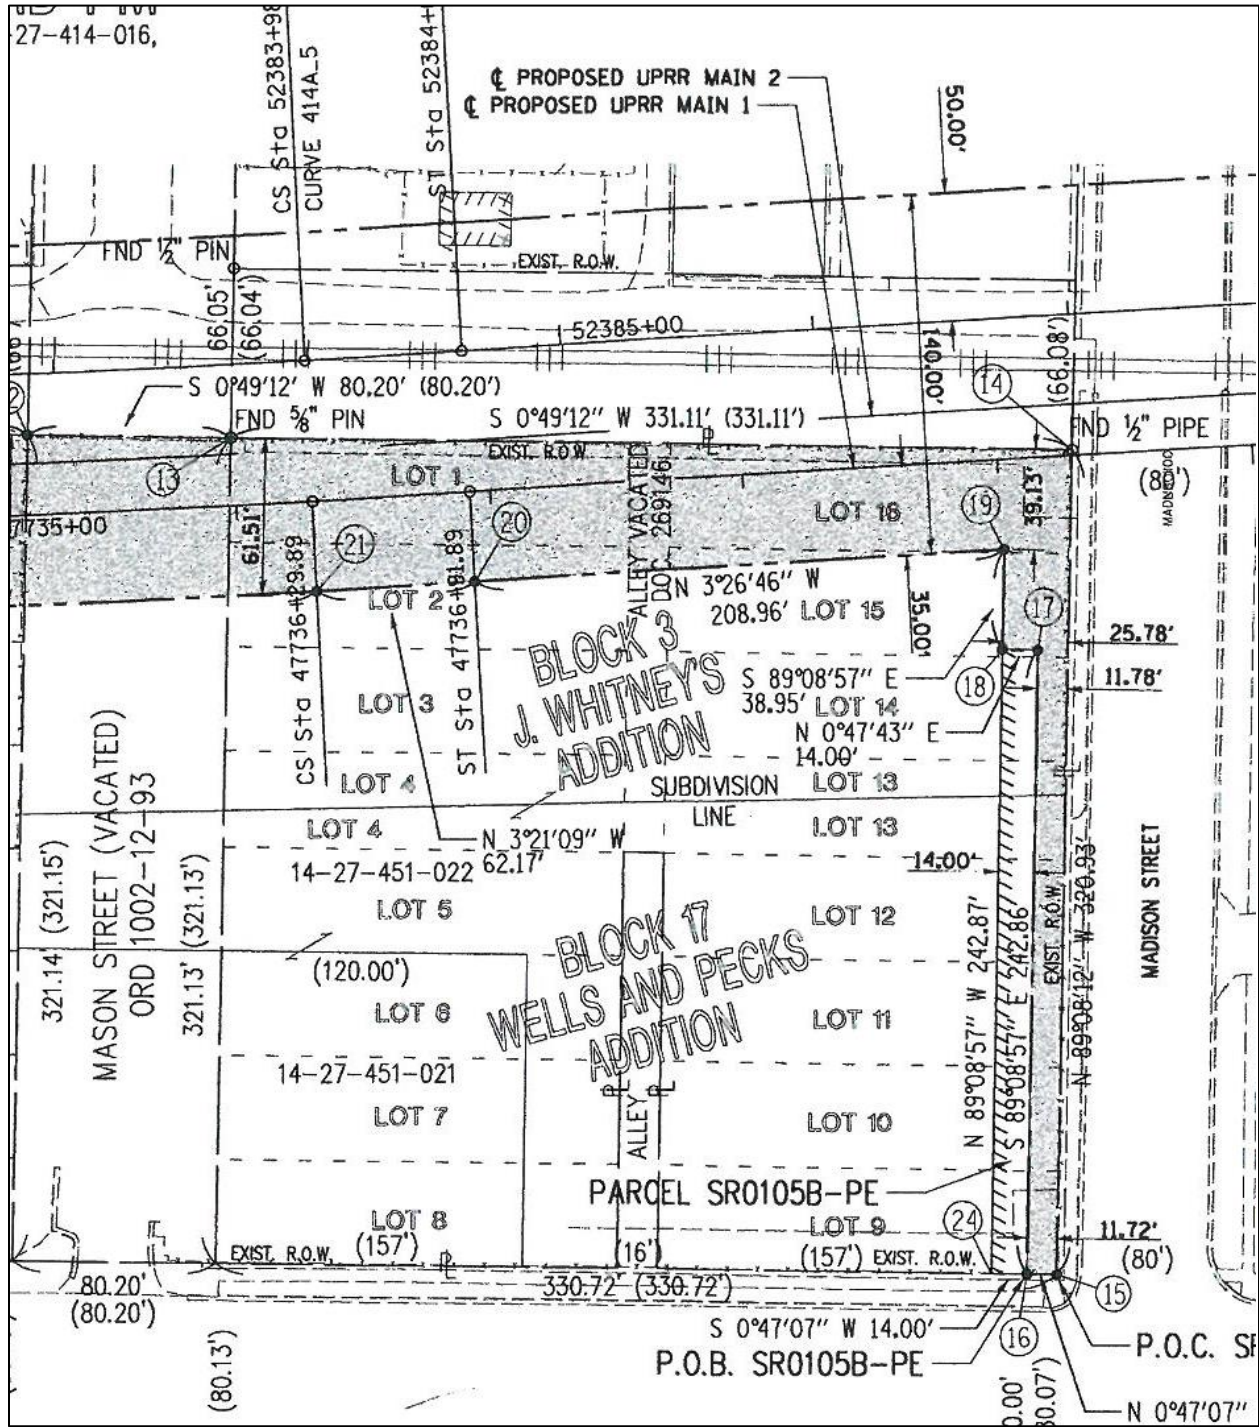 27-414-016,
CS Sta 52383+98
CURVE 414A_5
ST Sta 52384+
℄ PROPOSED UPRR MAIN 2
℄ PROPOSED UPRR MAIN 1
50.00'
FND 1/2" PIN
EXIST. R.O.W.
66.05'
(66.04')
52385+00
140.00'
(66.08')
S 0°49'12" W 80.20' (80.20')
14
FND 5/8" PIN
S 0°49'12" W 331.11' (331.11')
FND 1/2" PIPE
EXIST. R.O.W.
(80')
13
LOT 1
ALLEY VACATED
DOC. 269146
LOT 16
19
39.13'
7735+00
61.51'
21
20
CS Sta 47736+29.89
ST Sta 47736+91.89
LOT 2
N 3°26'46" W
208.96'
LOT 15
35.00'
17
25.78'
BLOCK 3
J. WHITNEY'S
ADDITION
S 89°08'57" E
38.95'
18
11.78'
LOT 3
LOT 14
N 0°47'43" E
14.00'
LOT 4
SUBDIVISION
LINE
LOT 13
LOT 4
LOT 13
N 3°21'09" W
62.17'
14.00'
MASON STREET (VACATED)
ORD 1002-12-93
321.14' (321.15')
321.13' (321.13')
14-27-451-022
LOT 5
LOT 12
MADISON STREET
N 89°08'57" W 242.87'
S 89°08'57" E 242.86'
EXIST. R.O.W.
N 89°08'12" W 320.93'
(120.00')
BLOCK 17
WELLS AND PECKS
ADDITION
LOT 6
LOT 11
14-27-451-021
LOT 7
ALLEY
LOT 10
PARCEL SR0105B-PE
LOT 8
LOT 9
24
11.72'
EXIST. R.O.W.
(157')
(16')
(157')
EXIST. R.O.W.
(80')
80.20'
(80.20')
330.72' (330.72')
15
S 0°47'07" W 14.00'
16
P.O.B. SR0105B-PE
P.O.C. SR
(80.13')
N 0°47'07"